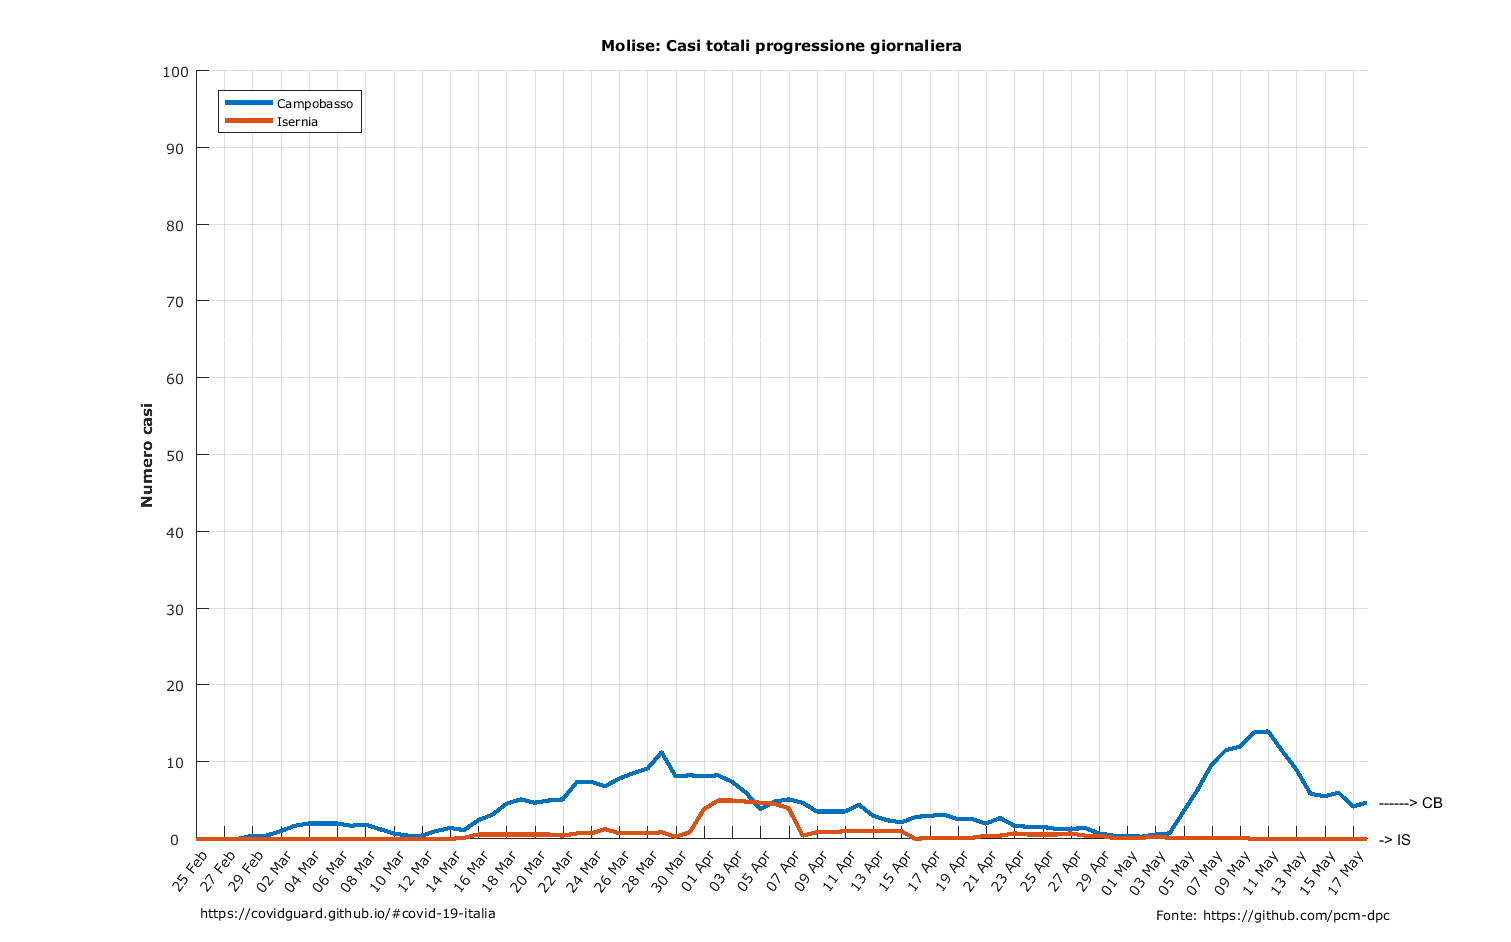 Molise: Casi totali progressione giornaliera
Numero casi
100
90
80
70
60
50
40
30
20
10
0
Campobasso
Isernia
------> CB
-> IS
25 Feb
27 Feb
29 Feb
02 Mar
04 Mar
06 Mar
08 Mar
10 Mar
12 Mar
14 Mar
16 Mar
18 Mar
20 Mar
22 Mar
24 Mar
26 Mar
28 Mar
30 Mar
01 Apr
03 Apr
05 Apr
07 Apr
09 Apr
11 Apr
13 Apr
15 Apr
17 Apr
19 Apr
21 Apr
23 Apr
25 Apr
27 Apr
29 Apr
01 May
03 May
05 May
07 May
09 May
11 May
13 May
15 May
17 May
https://covidguard.github.io/#covid-19-italia
Fonte: https://github.com/pcm-dpc